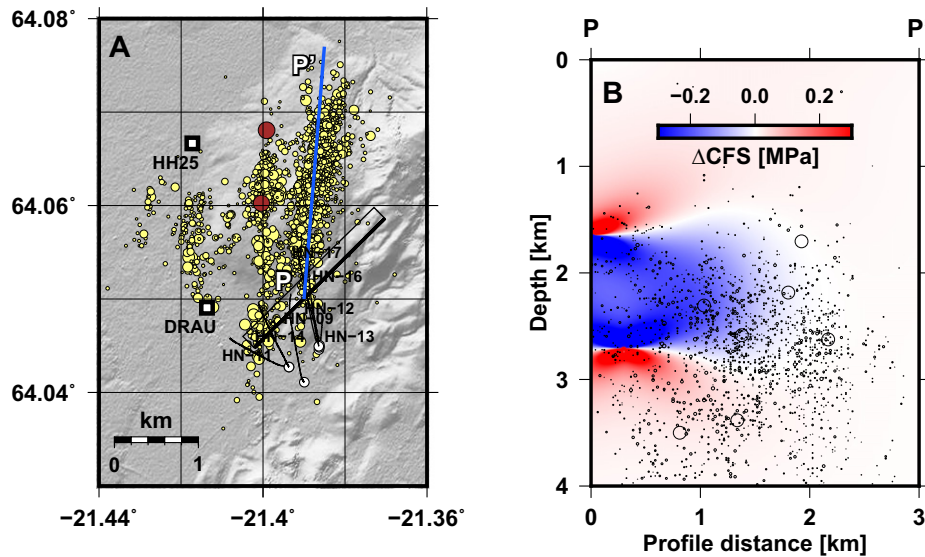 64.08°
64.06°
64.04°
−21.44°
−21.4°
−21.36°
A
P'
HH25
HN-17
P
HN-16
HN-12
HN-09
DRAU
HN-14
HN-13
km
0
1
P
P
0
1
2
3
4
Depth [km]
B
−0.2
0.0
0.2
ΔCFS [MPa]
0
1
2
3
Profile distance [km]